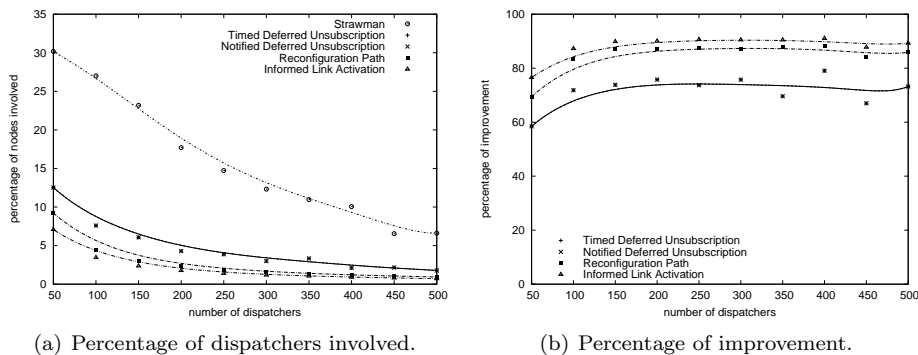 35
30
25
20
15
10
5
0
percentage of nodes involved
Strawman
Timed Deferred Unsubscription
Notified Deferred Unsubscription
Reconfiguration Path
Informed Link Activation
50 100 150 200 250 300 350 400 450 500
number of dispatchers
(a) Percentage of dispatchers involved.
100
80
60
40
20
0
percentage of improvement
Timed Deferred Unsubscription
Notified Deferred Unsubscription
Reconfiguration Path
Informed Link Activation
50 100 150 200 250 300 350 400 450 500
number of dispatchers
(b) Percentage of improvement.